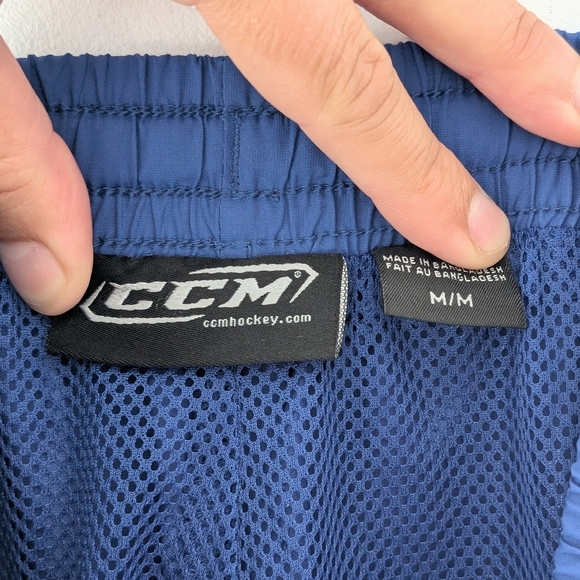 CCM®
ccmhockey.com
MADE IN BANGLADESH
FAIT AU BANGLADESH
M/M